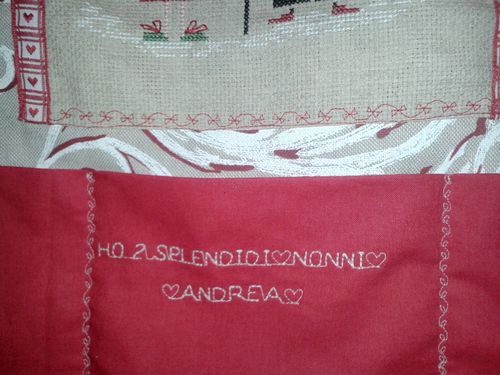 HO 2 SPLENDIDI♡NONNI♡
♡ANDREA♡